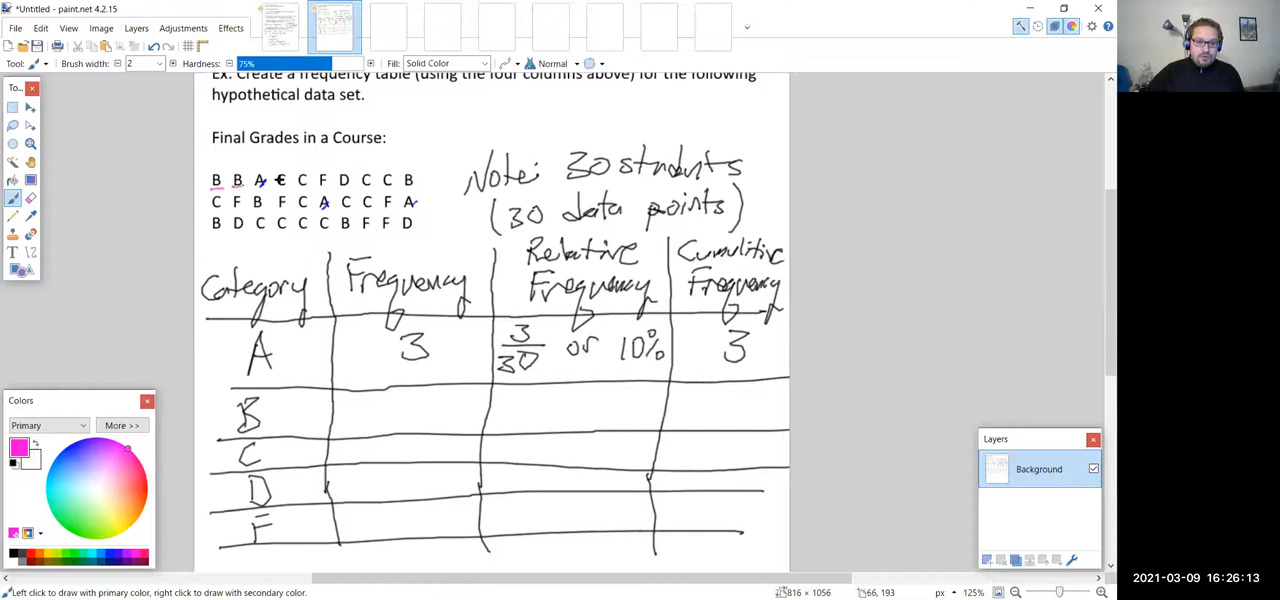 *Untitled - paint.net 4.2.15
File Edit View Image Layers Adjustments Effects
Tool: Brush width: 2 Hardness: 75% Fill: Solid Color Normal
To...
Ex: Create a frequency table (using the four columns above) for the following
hypothetical data set.
Final Grades in a Course:
B B A C C F D C C B
C F B F C A C C F A
B D C C C C B F F D
Note: 30 students
(30 data points)
Category Frequency Relative Frequency Cumulitive Frequency
A 3 3/30 or 10% 3
B
C
D
F
Colors
Primary More >>
Layers
Background
2021-03-09 16:26:13
Left click to draw with primary color, right click to draw with secondary color.
816 x 1056 66, 193 px 125%